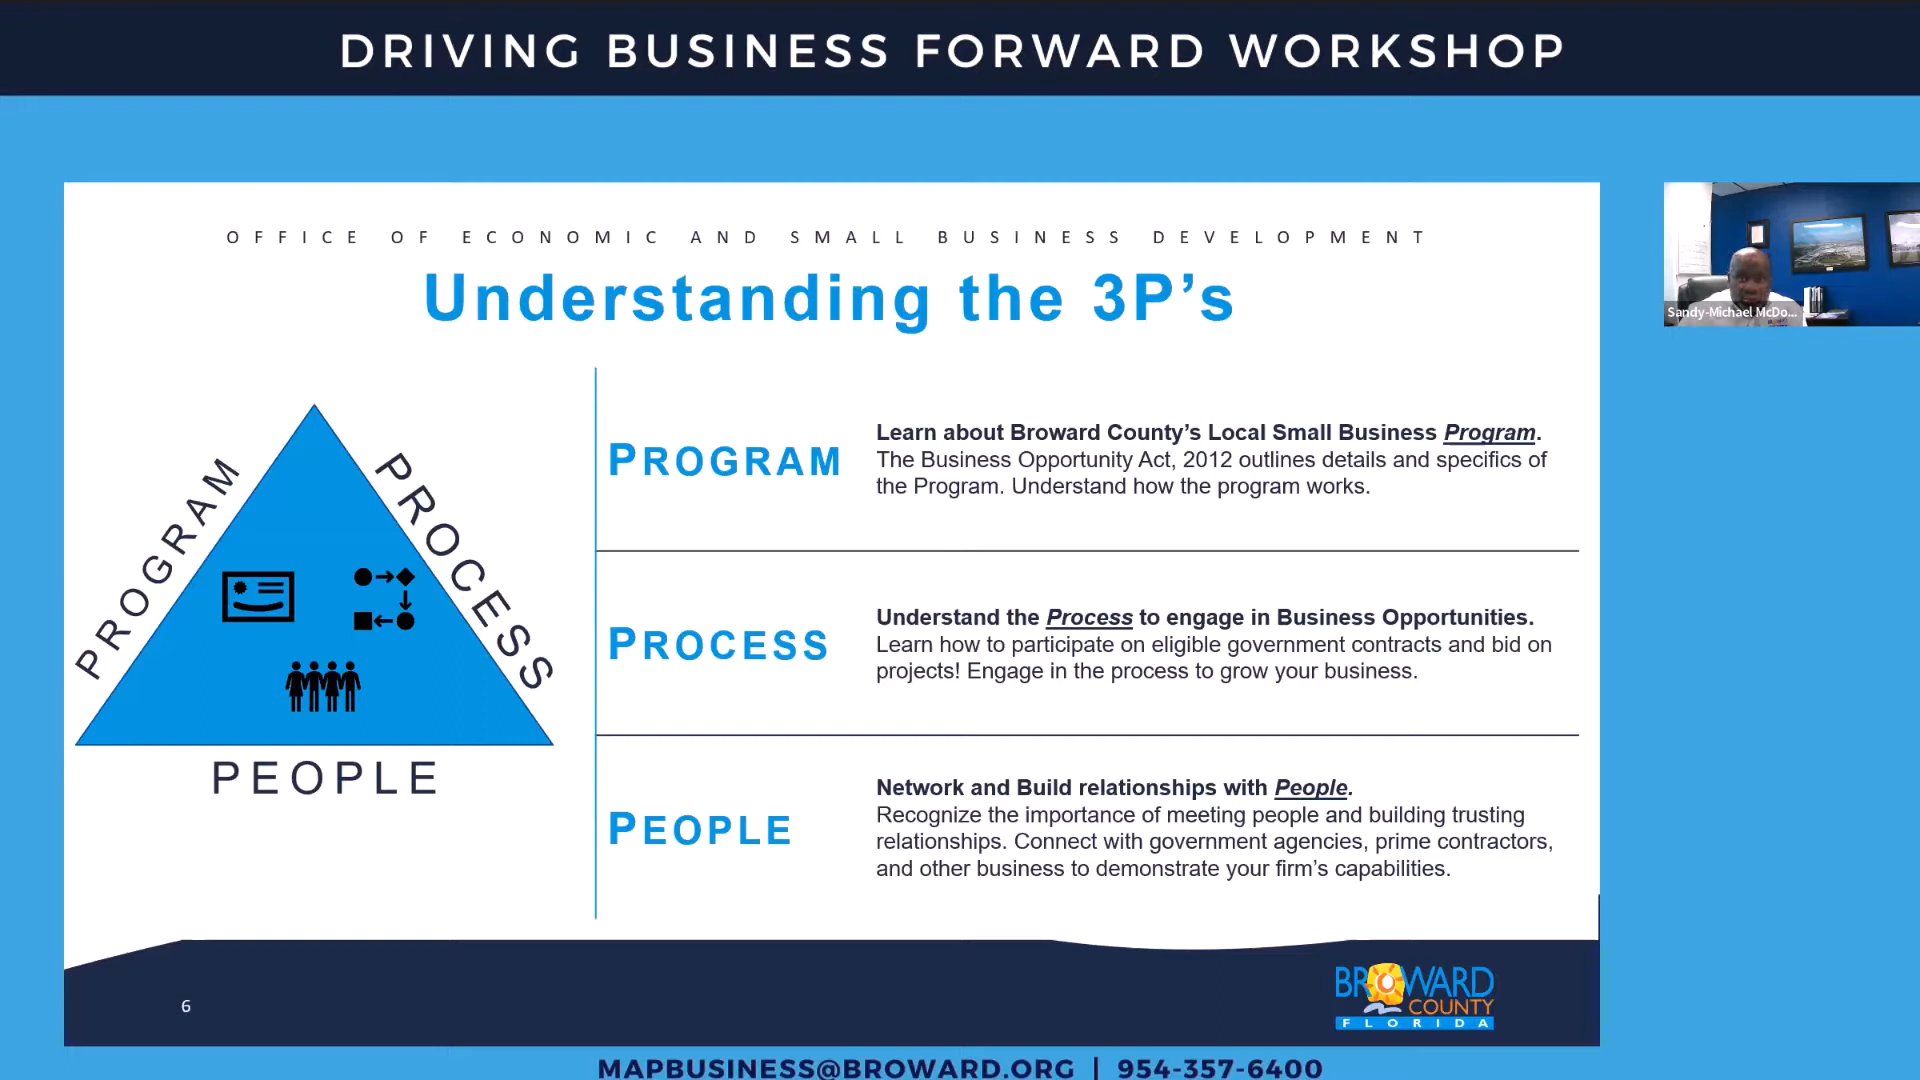 DRIVING BUSINESS FORWARD WORKSHOP
OFFICE OF ECONOMIC AND SMALL BUSINESS DEVELOPMENT
Understanding the 3P’s
PROGRAM
PROCESS
PEOPLE
PROGRAM
Learn about Broward County’s Local Small Business Program.
The Business Opportunity Act, 2012 outlines details and specifics of
the Program. Understand how the program works.
PROCESS
Understand the Process to engage in Business Opportunities.
Learn how to participate on eligible government contracts and bid on
projects! Engage in the process to grow your business.
PEOPLE
Network and Build relationships with People.
Recognize the importance of meeting people and building trusting
relationships. Connect with government agencies, prime contractors,
and other business to demonstrate your firm’s capabilities.
Sandy-Michael McDo...
6
BROWARD
COUNTY
FLORIDA
MAPBUSINESS@BROWARD.ORG | 954-357-6400